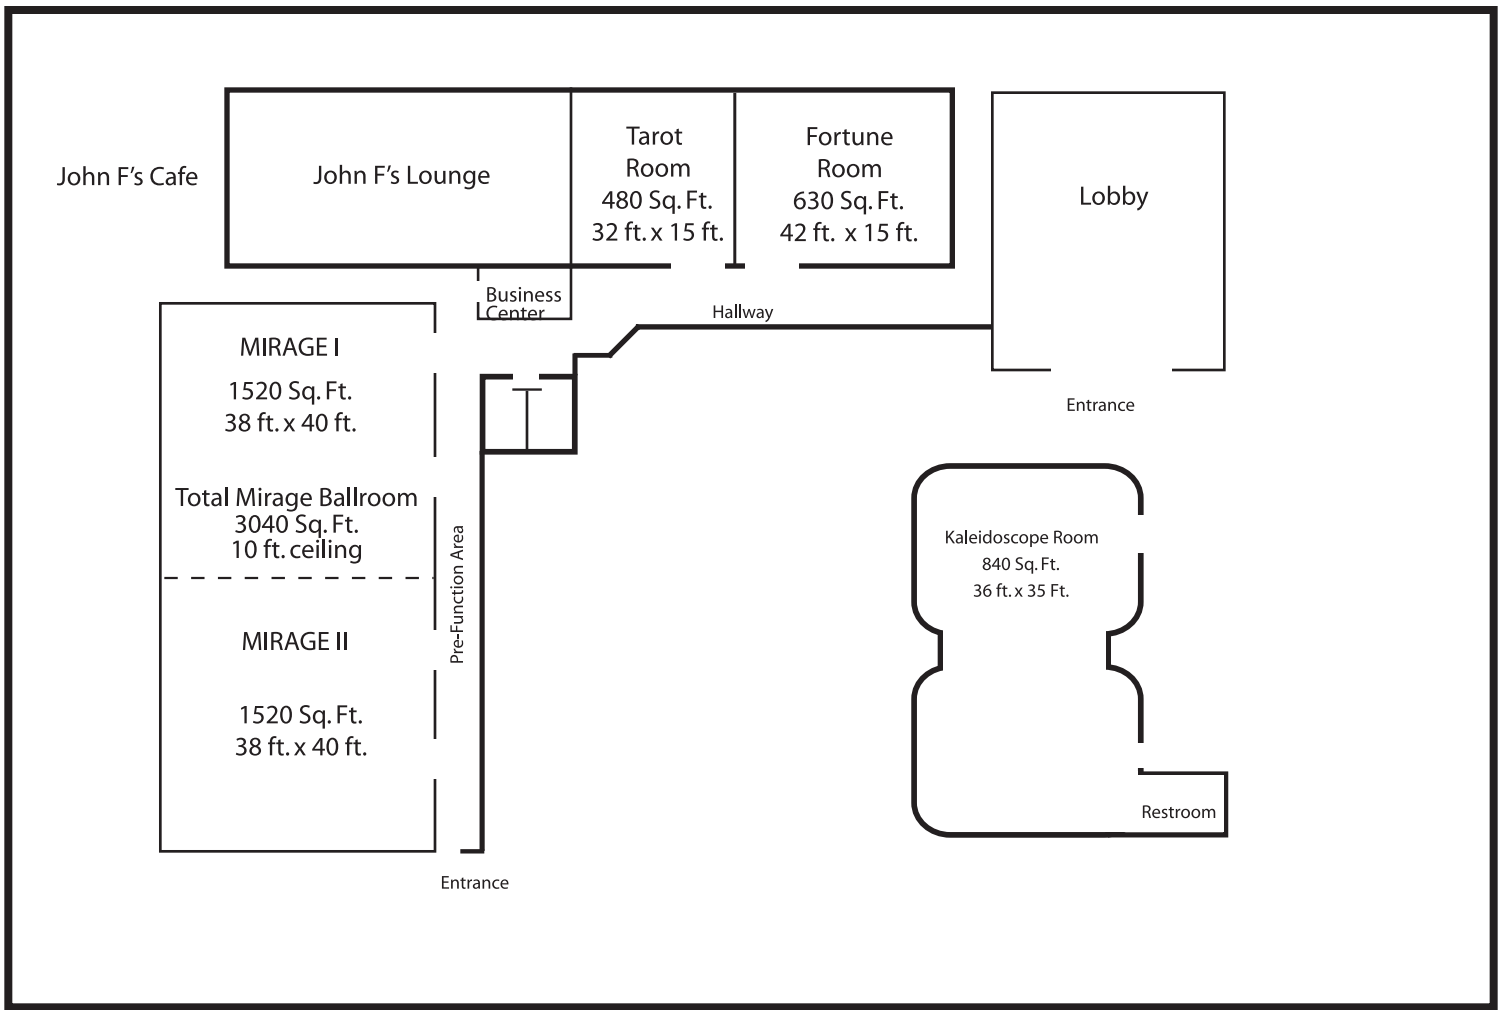 John F's Cafe
John F's Lounge
Tarot
Room
480 Sq. Ft.
32 ft. x 15 ft.
Fortune
Room
630 Sq. Ft.
42 ft. x 15 ft.
Lobby
Business
Center
Hallway
Entrance
MIRAGE I
1520 Sq. Ft.
38 ft. x 40 ft.
Total Mirage Ballroom
3040 Sq. Ft.
10 ft. ceiling
MIRAGE II
1520 Sq. Ft.
38 ft. x 40 ft.
Pre-Function Area
Entrance
Kaleidoscope Room
840 Sq. Ft.
36 ft. x 35 Ft.
Restroom